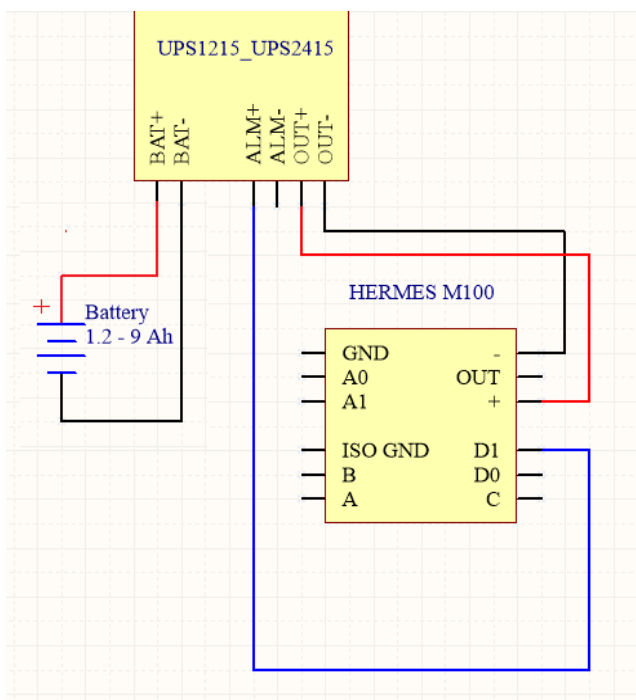 UPS1215_UPS2415
BAT+
BAT-
ALM+
ALM-
OUT+
OUT-
+
Battery
1.2 - 9 Ah
HERMES M100
GND -
A0 OUT
A1 +
ISO GND D1
B D0
A C